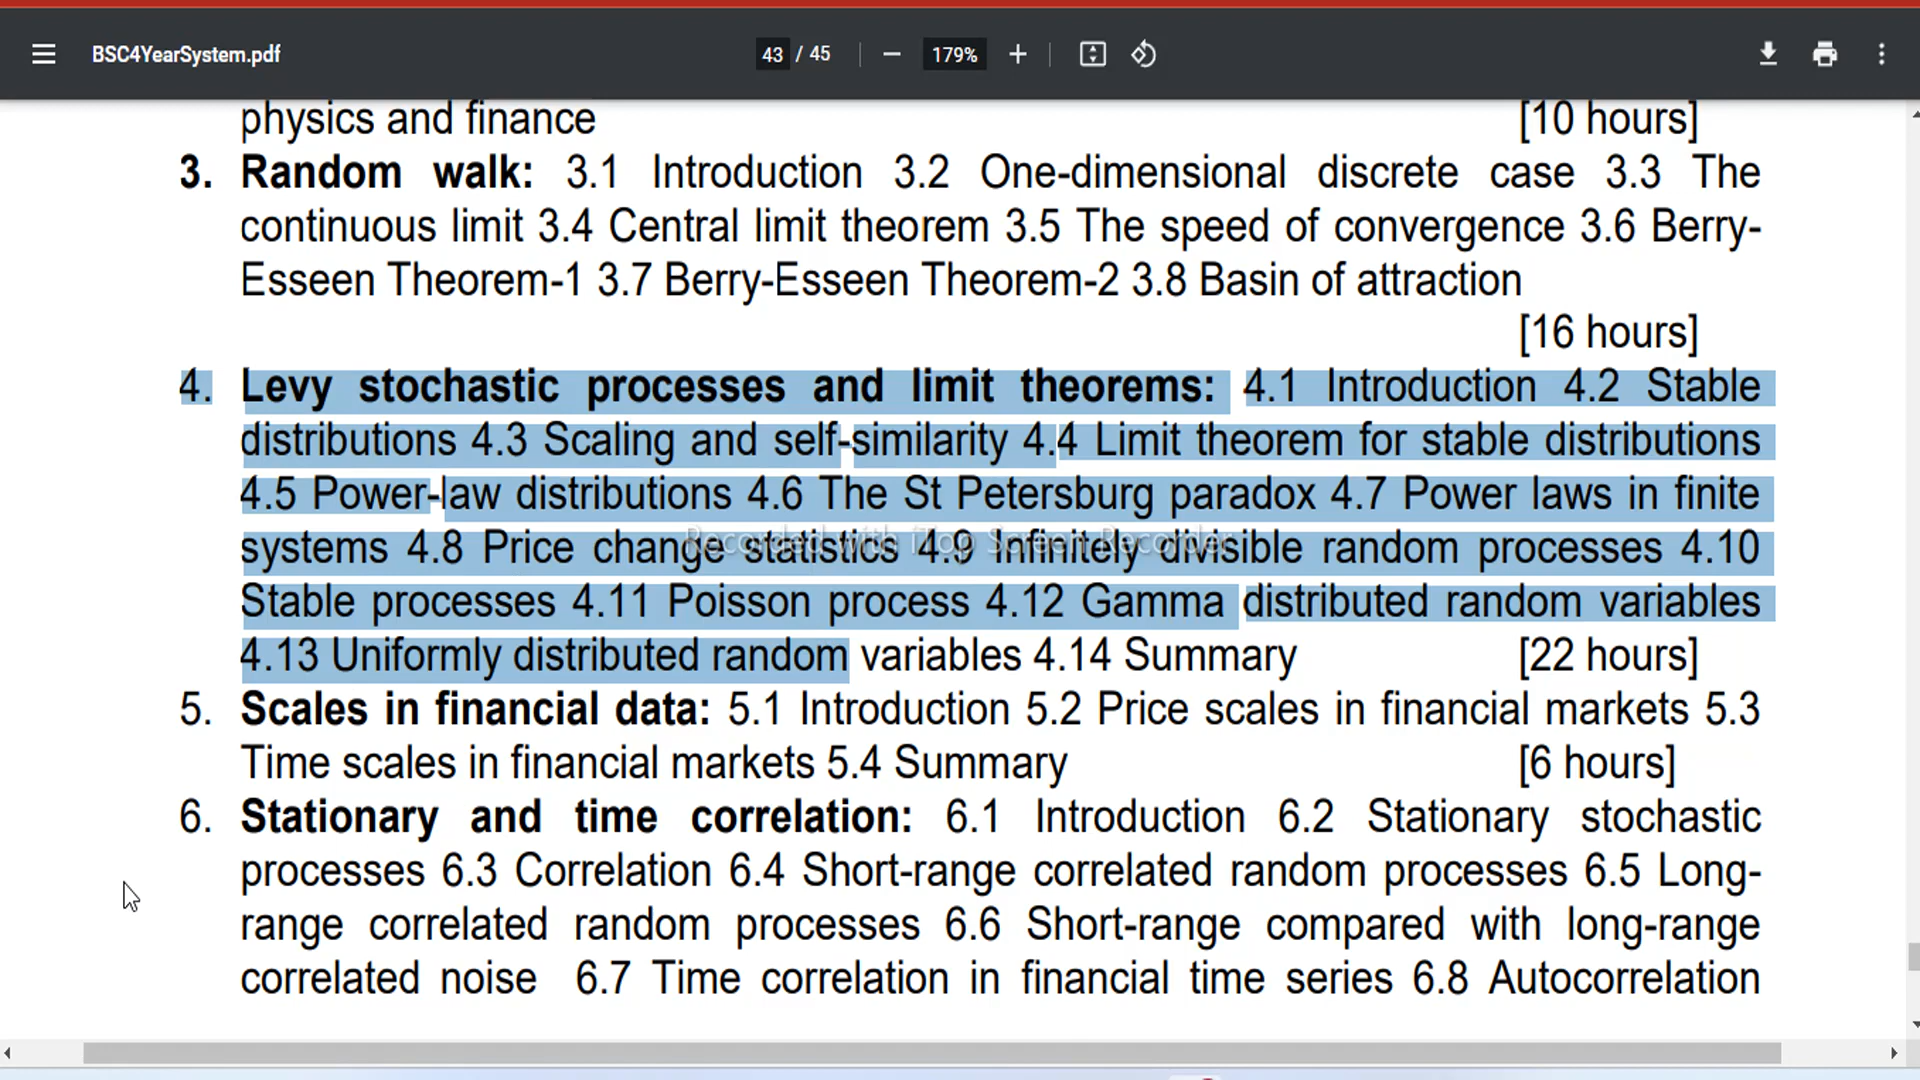 BSC4YearSystem.pdf
43 / 45
179%
physics and finance [10 hours]
3. Random walk: 3.1 Introduction 3.2 One-dimensional discrete case 3.3 The
continuous limit 3.4 Central limit theorem 3.5 The speed of convergence 3.6 Berry-
Esseen Theorem-1 3.7 Berry-Esseen Theorem-2 3.8 Basin of attraction
[16 hours]
4. Levy stochastic processes and limit theorems: 4.1 Introduction 4.2 Stable
distributions 4.3 Scaling and self-similarity 4.4 Limit theorem for stable distributions
4.5 Power-law distributions 4.6 The St Petersburg paradox 4.7 Power laws in finite
systems 4.8 Price change statistics 4.9 Infinitely divisible random processes 4.10
Recorded with iTop Screen Recorder
Stable processes 4.11 Poisson process 4.12 Gamma distributed random variables
4.13 Uniformly distributed random variables 4.14 Summary [22 hours]
5. Scales in financial data: 5.1 Introduction 5.2 Price scales in financial markets 5.3
Time scales in financial markets 5.4 Summary [6 hours]
6. Stationary and time correlation: 6.1 Introduction 6.2 Stationary stochastic
processes 6.3 Correlation 6.4 Short-range correlated random processes 6.5 Long-
range correlated random processes 6.6 Short-range compared with long-range
correlated noise 6.7 Time correlation in financial time series 6.8 Autocorrelation